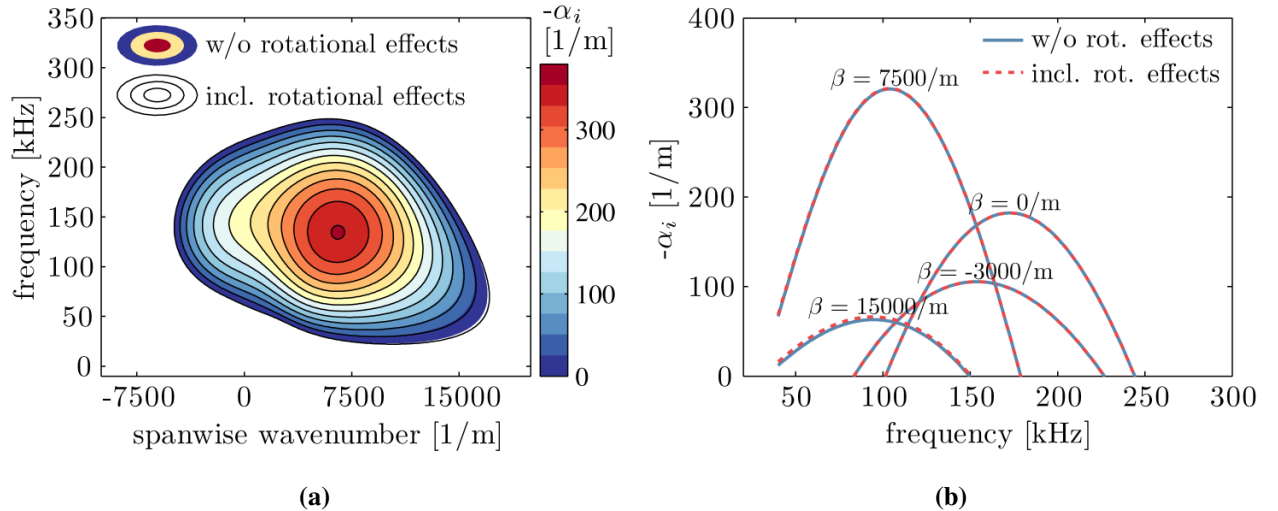 350
300
250
200
150
100
50
0
frequency [kHz]
w/o rotational effects
incl. rotational effects
-7500 0 7500 15000
spanwise wavenumber [1/m]
-αᵢ
[1/m]
300
200
100
0
(a)
400
300
200
100
0
-αᵢ [1/m]
w/o rot. effects
incl. rot. effects
β = 7500/m
β = 0/m
β = -3000/m
β = 15000/m
50 100 150 200 250 300
frequency [kHz]
(b)